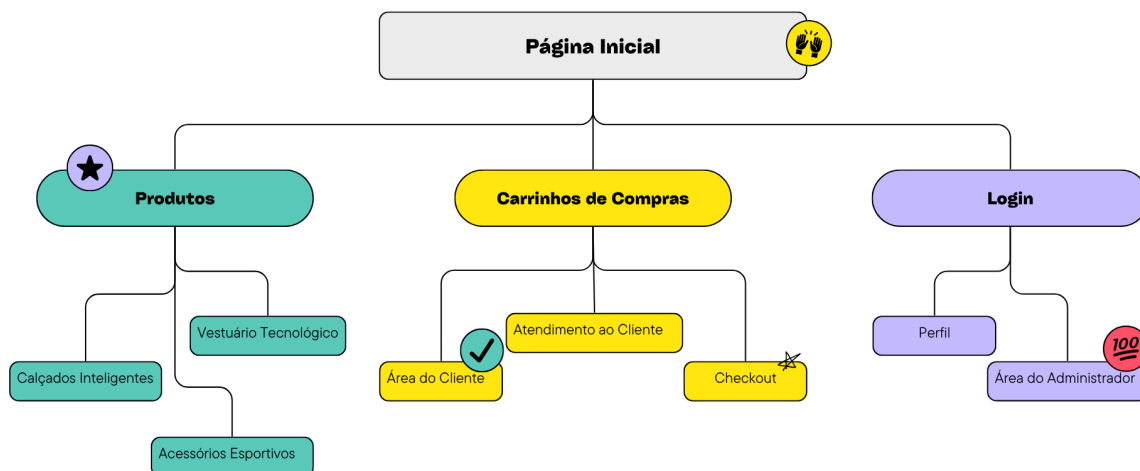 Página Inicial
Produtos
Carrinhos de Compras
Login
Vestuário Tecnológico
Calçados Inteligentes
Acessórios Esportivos
Atendimento ao Cliente
Área do Cliente
Checkout
Perfil
Área do Administrador
100